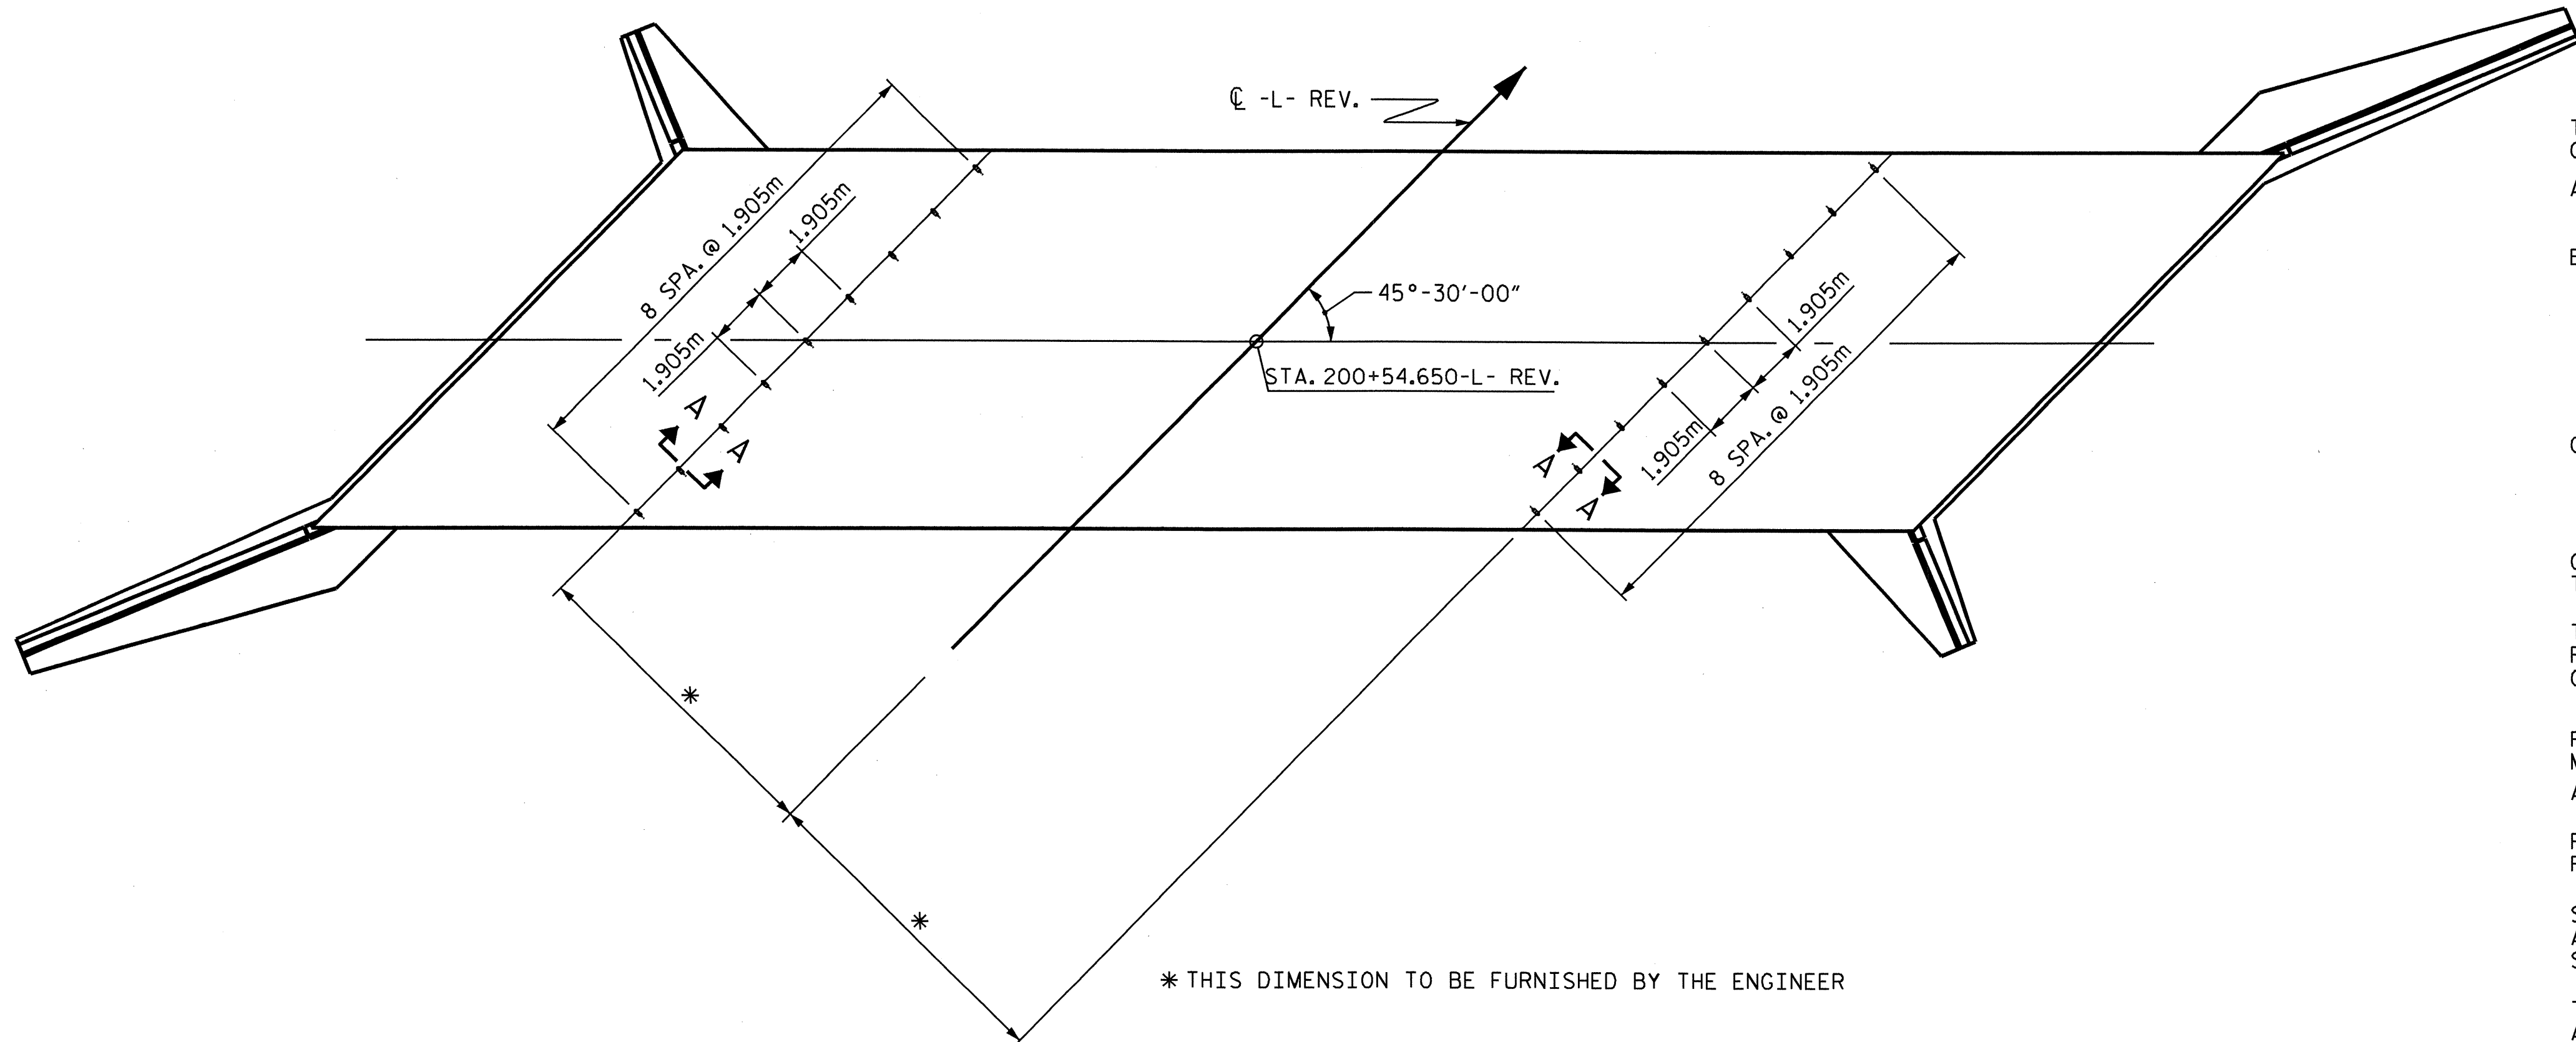 ℄ -L- REV.
8 SPA. @ 1.905m
1.905m
1.905m
45°-30'-00"
1.905m
1.905m
8 SPA. @ 1.905m
STA. 200+54.650-L- REV.
A
A
A
A
*
*
* THIS DIMENSION TO BE FURNISHED BY THE ENGINEER